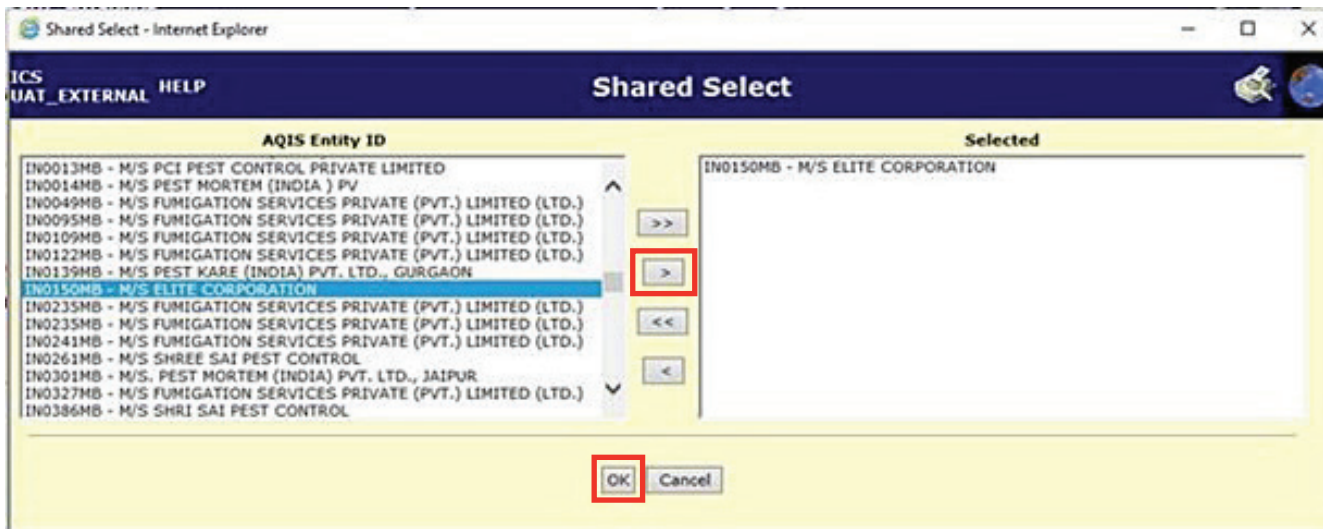 Shared Select - Internet Explorer
ICS
UAT_EXTERNAL HELP
Shared Select
AQIS Entity ID
Selected
IN0013MB - M/S PCI PEST CONTROL PRIVATE LIMITED
IN0014MB - M/S PEST MORTEM (INDIA ) PV
IN0049MB - M/S FUMIGATION SERVICES PRIVATE (PVT.) LIMITED (LTD.)
IN0095MB - M/S FUMIGATION SERVICES PRIVATE (PVT.) LIMITED (LTD.)
IN0109MB - M/S FUMIGATION SERVICES PRIVATE (PVT.) LIMITED (LTD.)
IN0122MB - M/S FUMIGATION SERVICES PRIVATE (PVT.) LIMITED (LTD.)
IN0139MB - M/S PEST KARE (INDIA) PVT. LTD., GURGAON
IN0150MB - M/S ELITE CORPORATION
IN0235MB - M/S FUMIGATION SERVICES PRIVATE (PVT.) LIMITED (LTD.)
IN0235MB - M/S FUMIGATION SERVICES PRIVATE (PVT.) LIMITED (LTD.)
IN0241MB - M/S FUMIGATION SERVICES PRIVATE (PVT.) LIMITED (LTD.)
IN0261MB - M/S SHREE SAI PEST CONTROL
IN0301MB - M/S. PEST MORTEM (INDIA) PVT. LTD., JAIPUR
IN0327MB - M/S FUMIGATION SERVICES PRIVATE (PVT.) LIMITED (LTD.)
IN0386MB - M/S SHRI SAI PEST CONTROL
>>
>
<<
<
IN0150MB - M/S ELITE CORPORATION
OK
Cancel